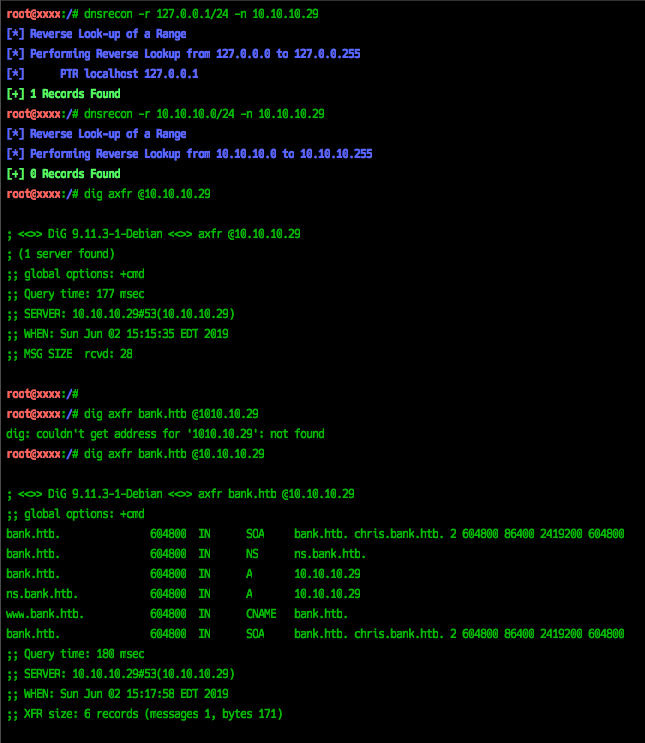 root@xxxx:/# dnsrecon -r 127.0.0.1/24 -n 10.10.10.29
[*] Reverse Look-up of a Range
[*] Performing Reverse Lookup from 127.0.0.0 to 127.0.0.255
[*]      PTR localhost 127.0.0.1
[+] 1 Records Found
root@xxxx:/# dnsrecon -r 10.10.10.0/24 -n 10.10.10.29
[*] Reverse Look-up of a Range
[*] Performing Reverse Lookup from 10.10.10.0 to 10.10.10.255
[+] 0 Records Found
root@xxxx:/# dig axfr @10.10.10.29
; <<>> DiG 9.11.3-1-Debian <<>> axfr @10.10.10.29
; (1 server found)
;; global options: +cmd
;; Query time: 177 msec
;; SERVER: 10.10.10.29#53(10.10.10.29)
;; WHEN: Sun Jun 02 15:15:35 EDT 2019
;; MSG SIZE  rcvd: 28
root@xxxx:/#
root@xxxx:/# dig axfr bank.htb @1010.10.29
dig: couldn't get address for '1010.10.29': not found
root@xxxx:/# dig axfr bank.htb @10.10.10.29
; <<>> DiG 9.11.3-1-Debian <<>> axfr bank.htb @10.10.10.29
;; global options: +cmd
bank.htb.               604800  IN      SOA     bank.htb. chris.bank.htb. 2 604800 86400 2419200 604800
bank.htb.               604800  IN      NS      ns.bank.htb.
bank.htb.               604800  IN      A       10.10.10.29
ns.bank.htb.            604800  IN      A       10.10.10.29
www.bank.htb.           604800  IN      CNAME   bank.htb.
bank.htb.               604800  IN      SOA     bank.htb. chris.bank.htb. 2 604800 86400 2419200 604800
;; Query time: 180 msec
;; SERVER: 10.10.10.29#53(10.10.10.29)
;; WHEN: Sun Jun 02 15:17:58 EDT 2019
;; XFR size: 6 records (messages 1, bytes 171)